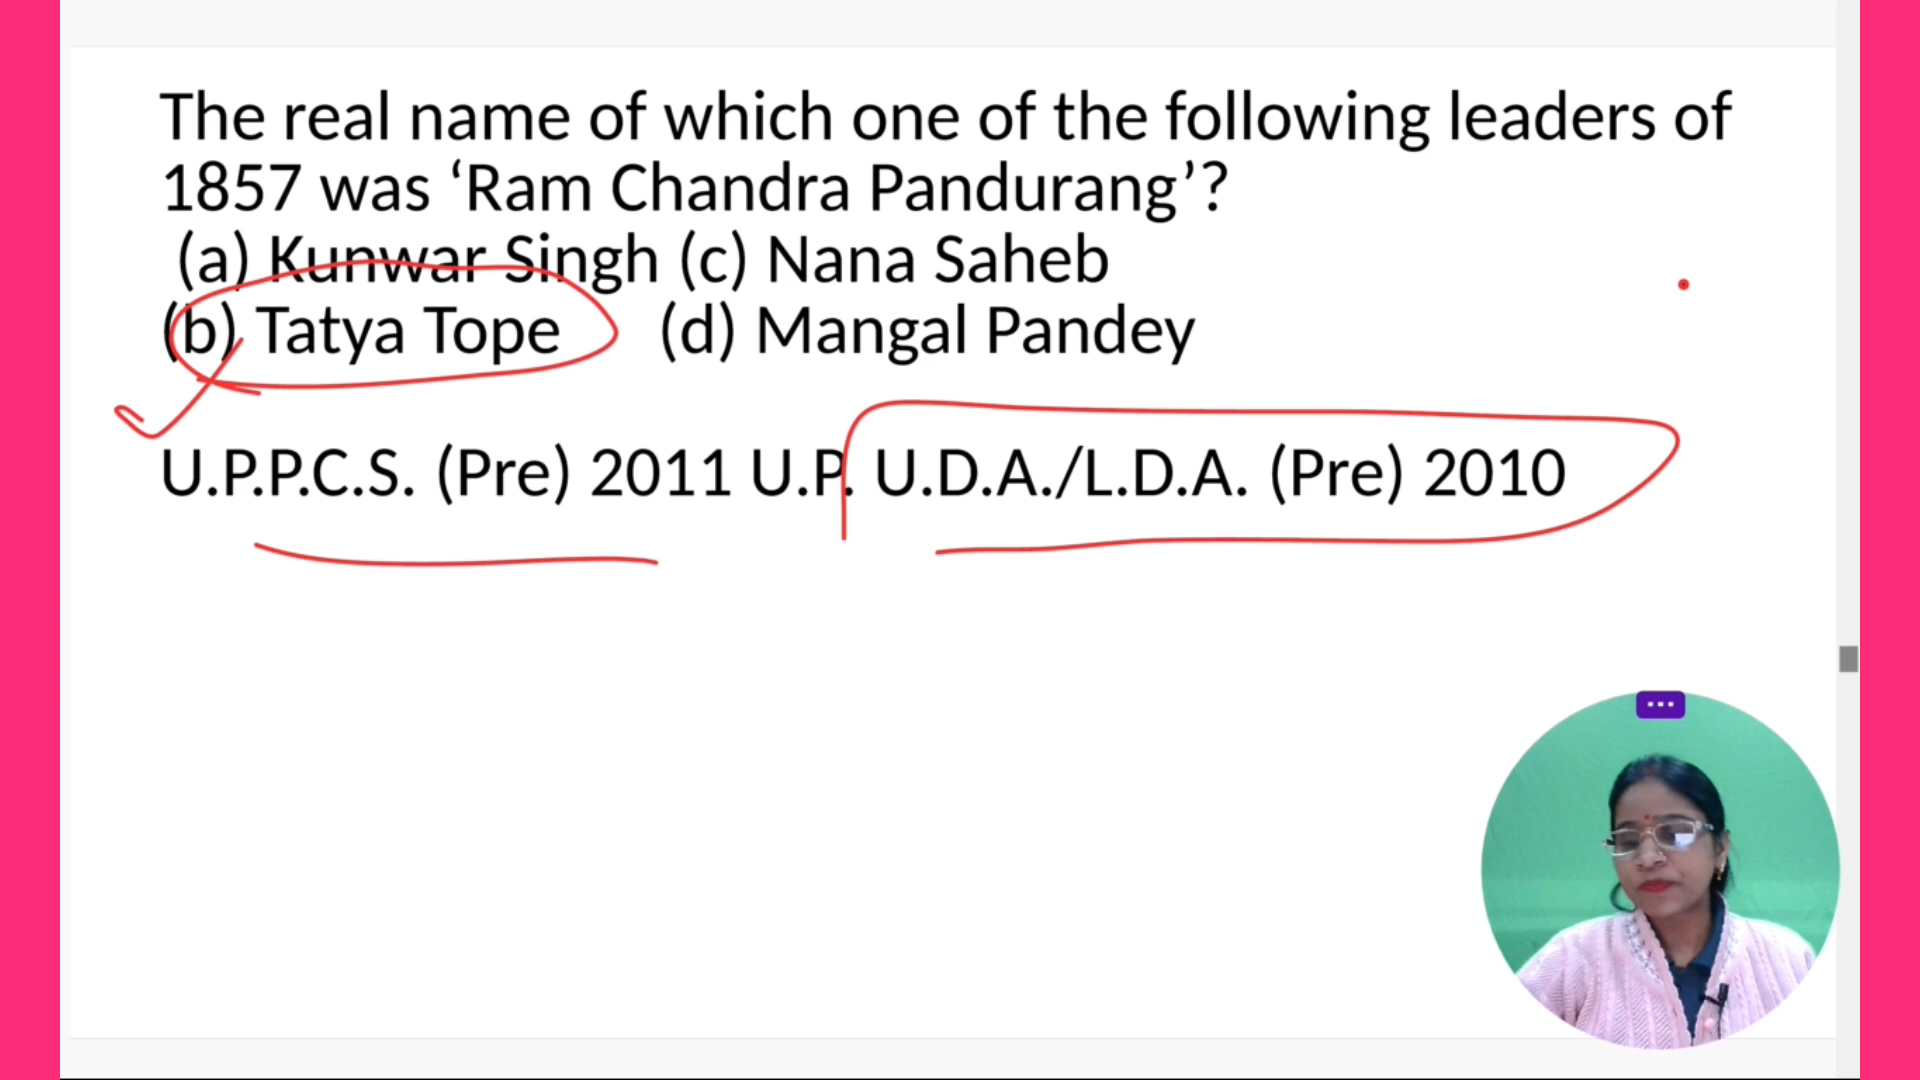 The real name of which one of the following leaders of
1857 was ‘Ram Chandra Pandurang’?
(a) Kunwar Singh (c) Nana Saheb
(b) Tatya Tope (d) Mangal Pandey
U.P.P.C.S. (Pre) 2011 U.P. U.D.A./L.D.A. (Pre) 2010